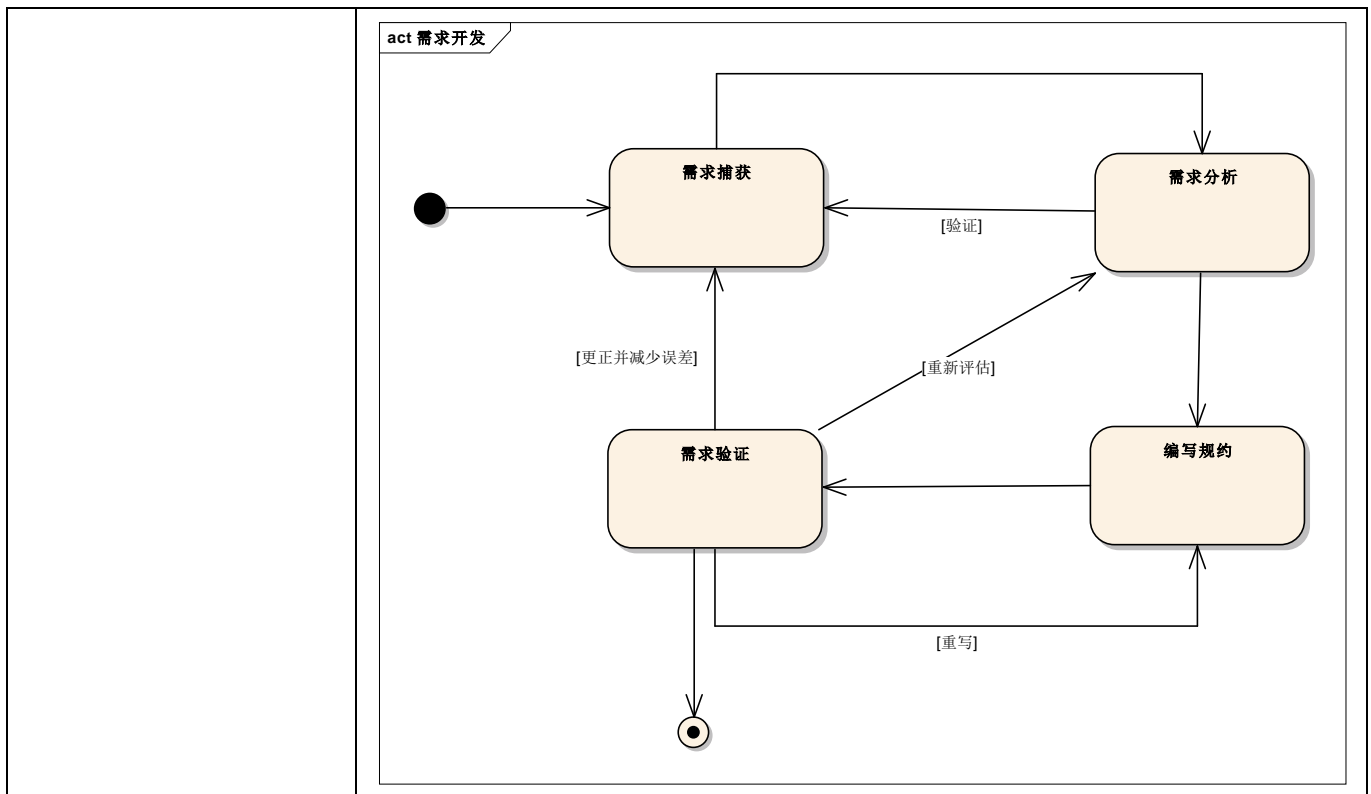 act 需求开发
需求捕获
需求分析
[验证]
[更正并减少误差]
[重新评估]
需求验证
编写规约
[重写]